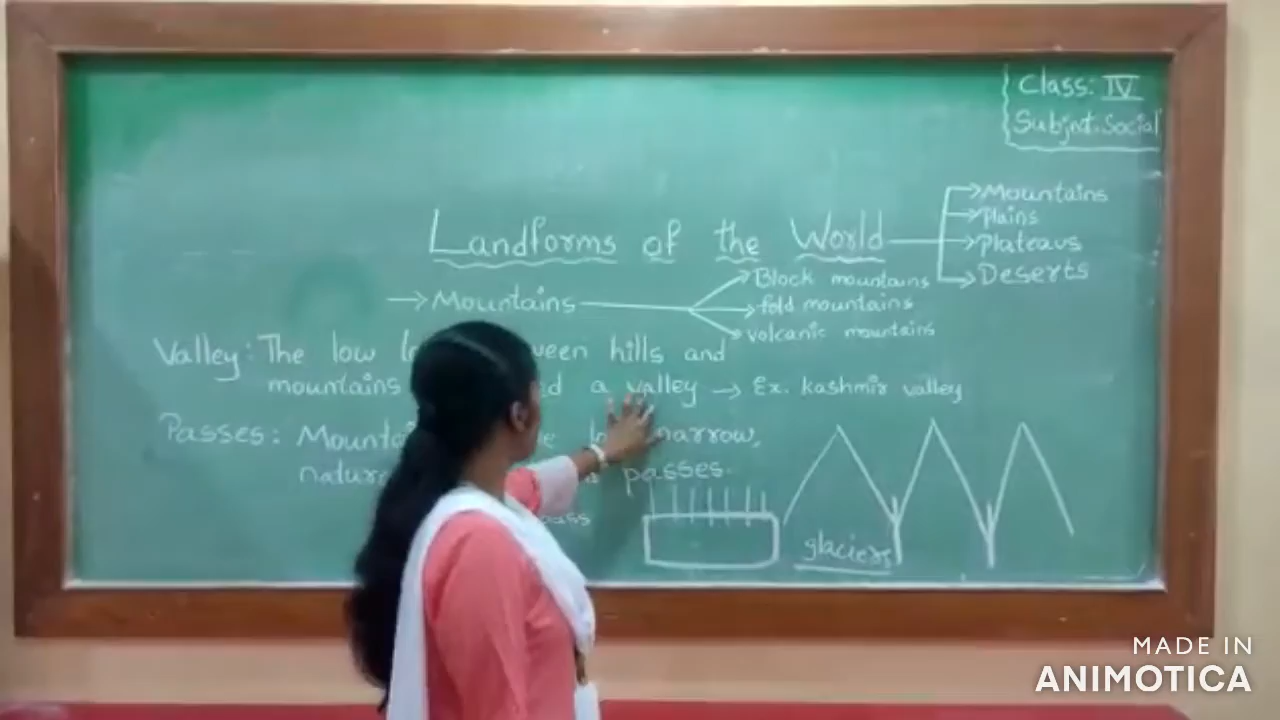 Class: IV
Subject: Social
Landforms of the World
Mountains
Plains
Plateaus
Deserts
→ Mountains
Block mountains
fold mountains
volcanic mountains
Valley: The low hills and
mountains a valley → Ex. kashmir valley
Passes: narrow,
passes.
pass
glaciers
MADE IN
ANIMOTICA